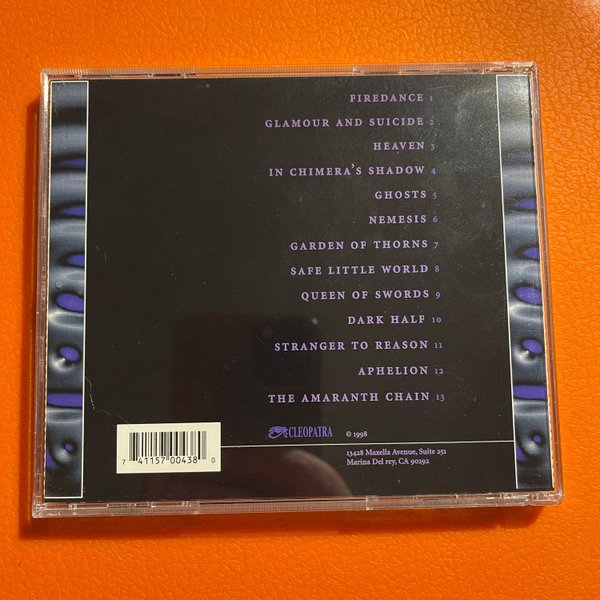 FIREDANCE 1
GLAMOUR AND SUICIDE 2
HEAVEN 3
IN CHIMERA'S SHADOW 4
GHOSTS 5
NEMESIS 6
GARDEN OF THORNS 7
SAFE LITTLE WORLD 8
QUEEN OF SWORDS 9
DARK HALF 10
STRANGER TO REASON 11
APHELION 12
THE AMARANTH CHAIN 13
CLEOPATRA © 1998
13428 Maxella Avenue, Suite 251
Marina Del rey, CA 90292
7 41157 00438 0